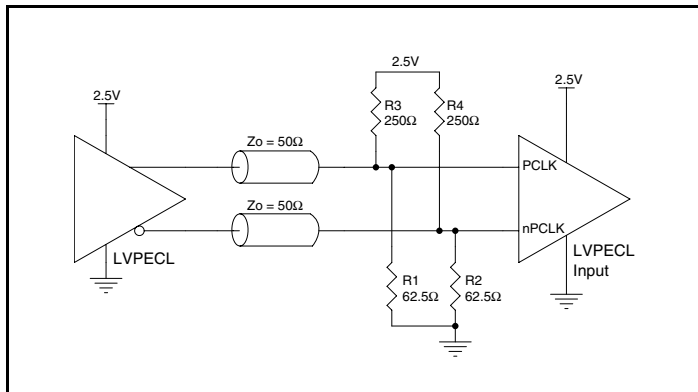 2.5V
2.5V
2.5V
R3
250Ω
R4
250Ω
Zo = 50Ω
PCLK
Zo = 50Ω
nPCLK
LVPECL
LVPECL
Input
R1
62.5Ω
R2
62.5Ω